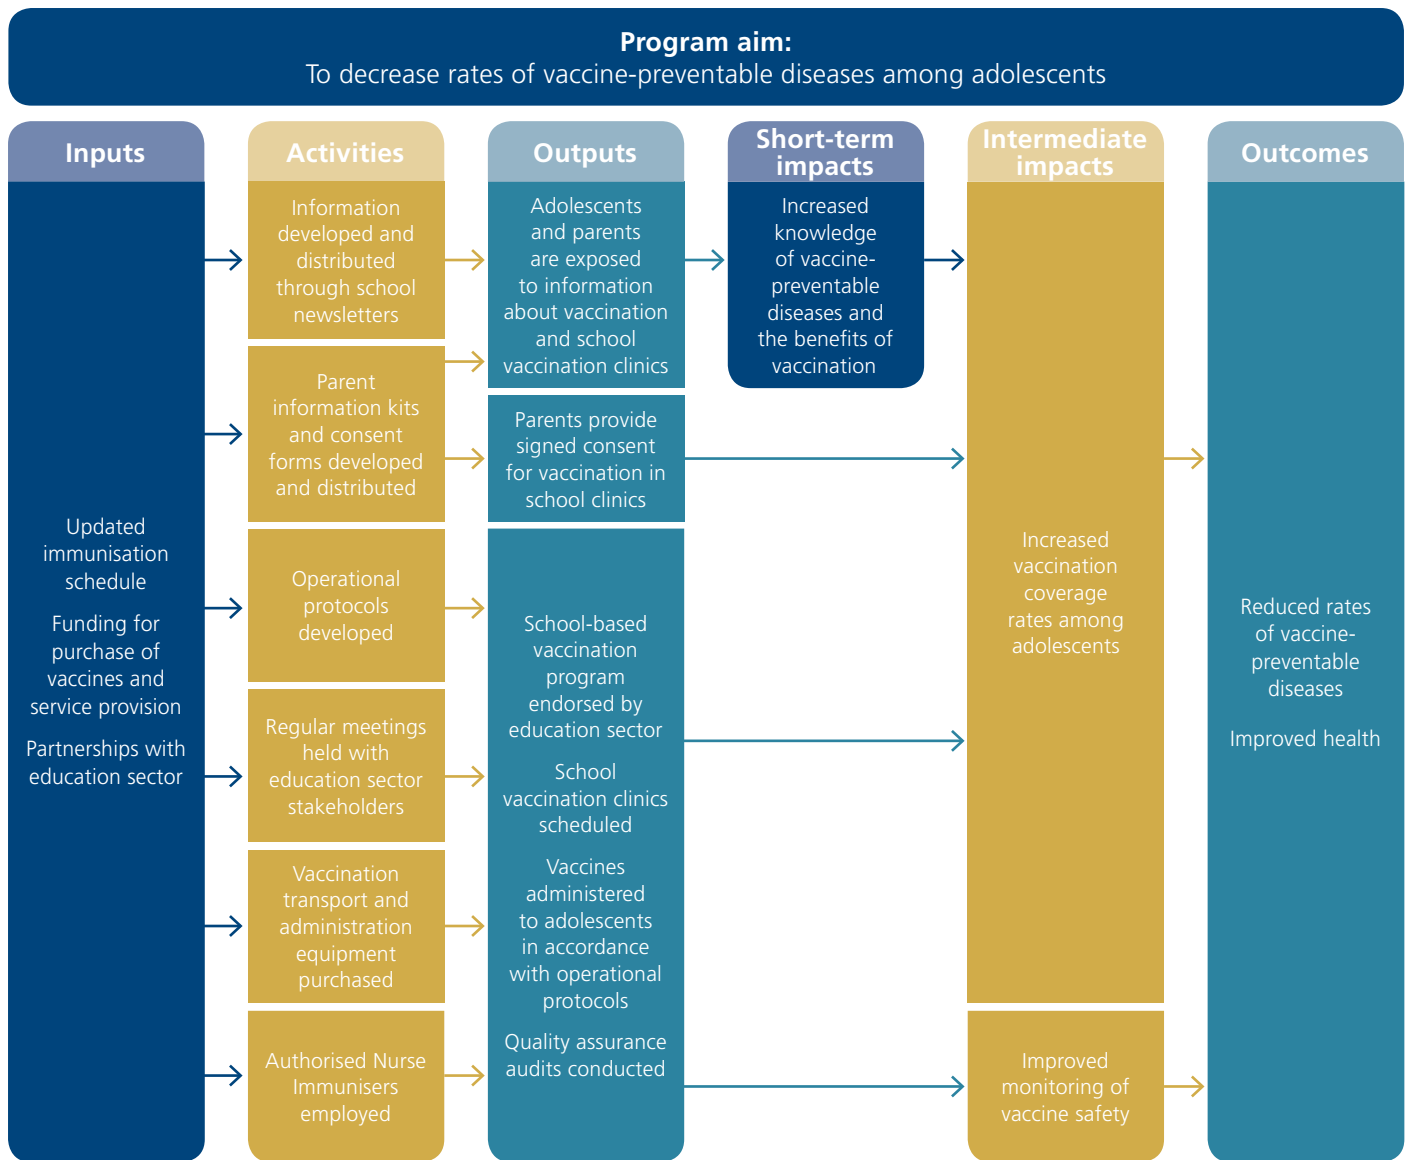 Program aim:
To decrease rates of vaccine-preventable diseases among adolescents
Inputs
Updated
immunisation
schedule
Funding for
purchase of
vaccines and
service provision
Partnerships with
education sector
Activities
Information
developed and
distributed
through school
newsletters
Parent
information kits
and consent
forms developed
and distributed
Operational
protocols
developed
Regular meetings
held with
education sector
stakeholders
Vaccination
transport and
administration
equipment
purchased
Authorised Nurse
Immunisers
employed
Outputs
Adolescents
and parents
are exposed
to information
about vaccination
and school
vaccination clinics
Parents provide
signed consent
for vaccination in
school clinics
School-based
vaccination
program
endorsed by
education sector
School
vaccination clinics
scheduled
Vaccines
administered
to adolescents
in accordance
with operational
protocols
Quality assurance
audits conducted
Short-term
impacts
Increased
knowledge
of vaccine-
preventable
diseases and
the benefits of
vaccination
Intermediate
impacts
Increased
vaccination
coverage
rates among
adolescents
Improved
monitoring of
vaccine safety
Outcomes
Reduced rates
of vaccine-
preventable
diseases
Improved health